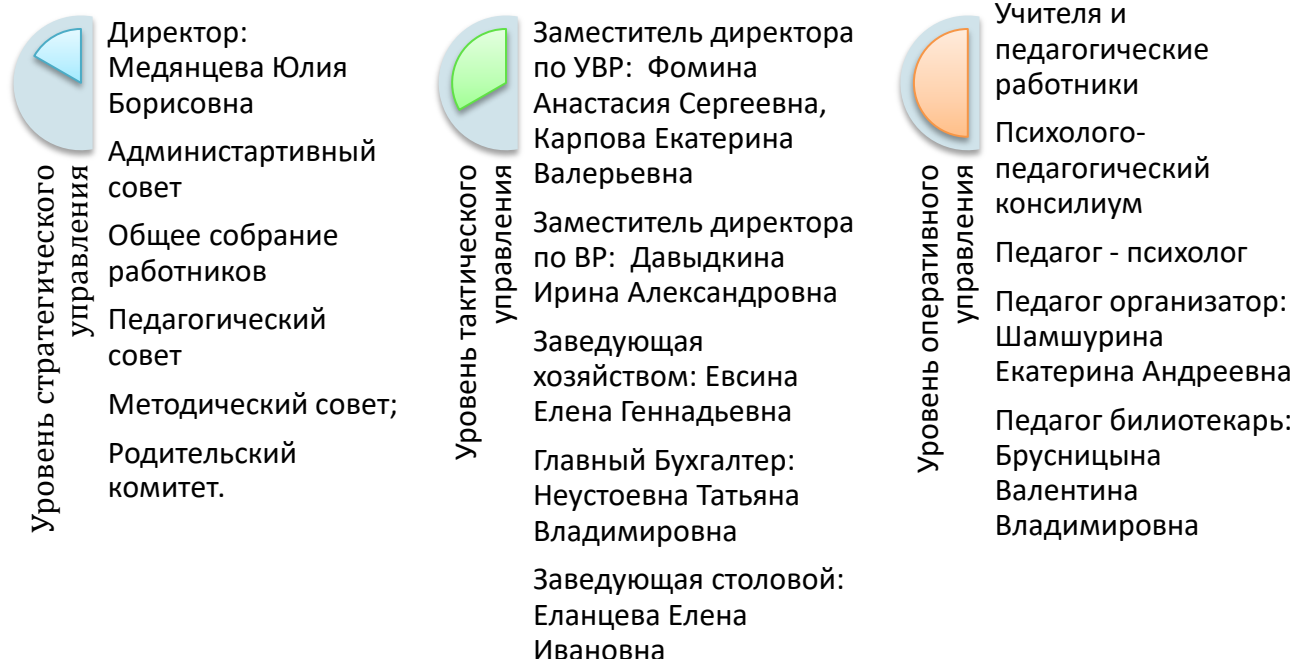 Уровень стратегического
управления
Директор:
Медянцева Юлия
Борисовна
Администартивный
совет
Общее собрание
работников
Педагогический
совет
Методический совет;
Родительский
комитет.
Уровень тактического
управления
Заместитель директора
по УВР: Фомина
Анастасия Сергеевна,
Карпова Екатерина
Валерьевна
Заместитель директора
по ВР: Давыдкина
Ирина Александровна
Заведующая
хозяйством: Евсина
Елена Геннадьевна
Главный Бухгалтер:
Неустоевна Татьяна
Владимировна
Заведующая столовой:
Еланцева Елена
Ивановна
Уровень оперативного
управления
Учителя и
педагогические
работники
Психолого-
педагогический
консилиум
Педагог - психолог
Педагог организатор:
Шамшурина
Екатерина Андреевна
Педагог билиотекарь:
Брусницына
Валентина
Владимировна